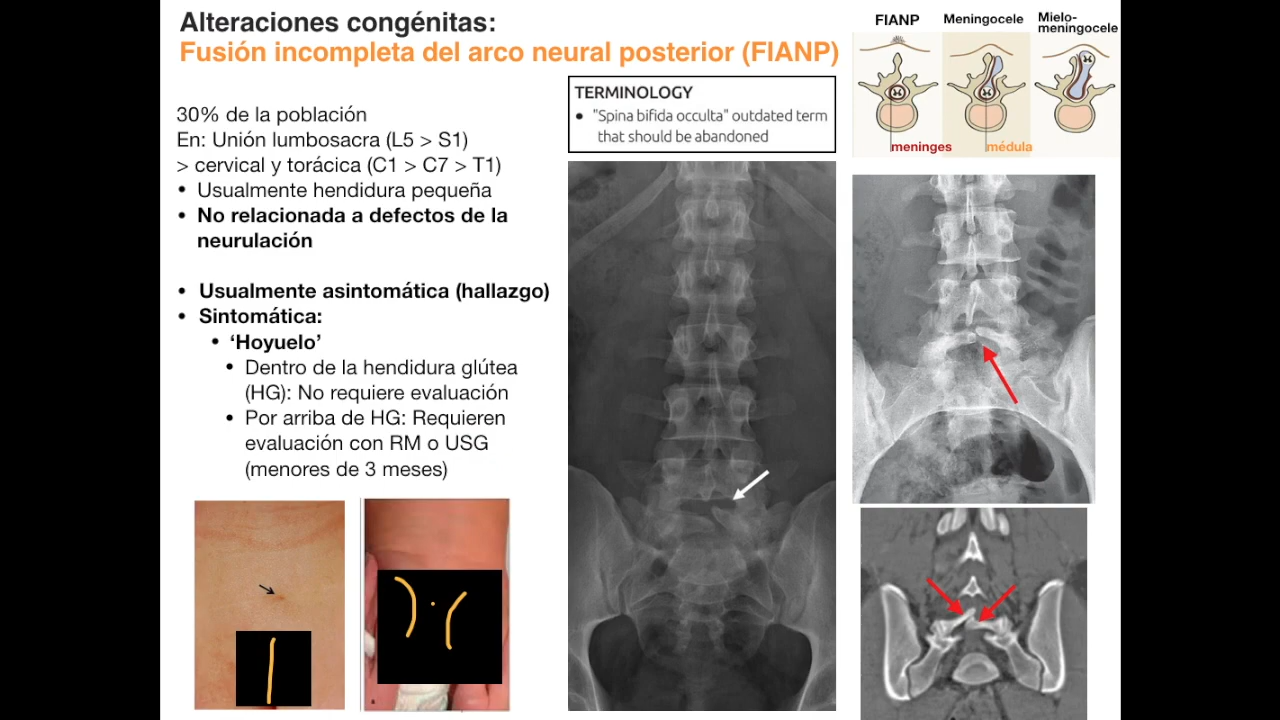 Alteraciones congénitas:
Fusión incompleta del arco neural posterior (FIANP)
30% de la población
En: Unión lumbosacra (L5 > S1)
> cervical y torácica (C1 > C7 > T1)
• Usualmente hendidura pequeña
• No relacionada a defectos de la
neurulación
• Usualmente asintomática (hallazgo)
• Sintomática:
• ‘Hoyuelo’
• Dentro de la hendidura glútea
(HG): No requiere evaluación
• Por arriba de HG: Requieren
evaluación con RM o USG
(menores de 3 meses)
TERMINOLOGY
• "Spina bifida occulta" outdated term
that should be abandoned
FIANP
Meningocele
Mielo-
meningocele
meninges
médula